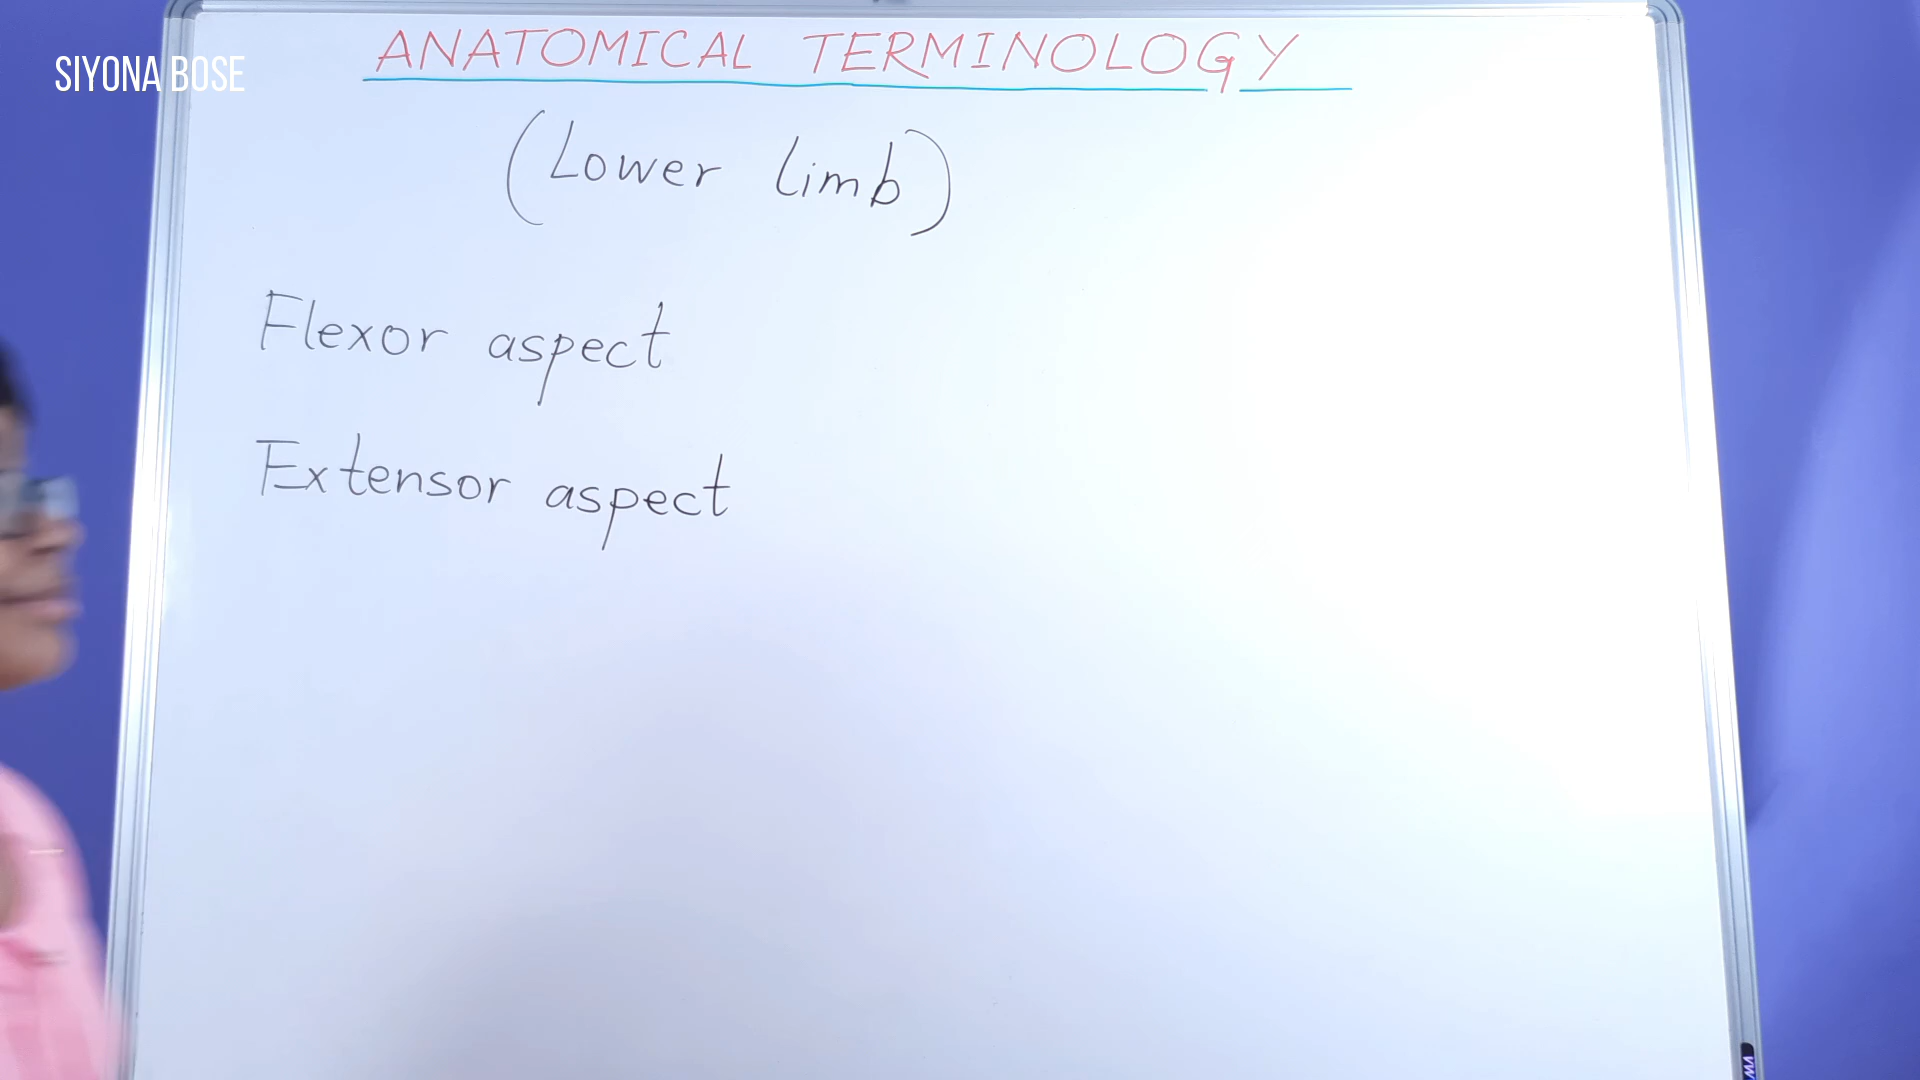 SIYONA BOSE
ANATOMICAL TERMINOLOGY
(Lower limb)
Flexor aspect
Extensor aspect